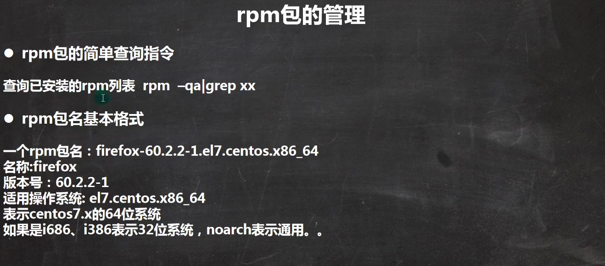 rpm包的管理
● rpm包的简单查询指令
查询已安装的rpm列表 rpm –qa|grep xx
● rpm包名基本格式
一个rpm包名：firefox-60.2.2-1.el7.centos.x86_64
名称:firefox
版本号：60.2.2-1
适用操作系统: el7.centos.x86_64
表示centos7.x的64位系统
如果是i686、i386表示32位系统，noarch表示通用。。